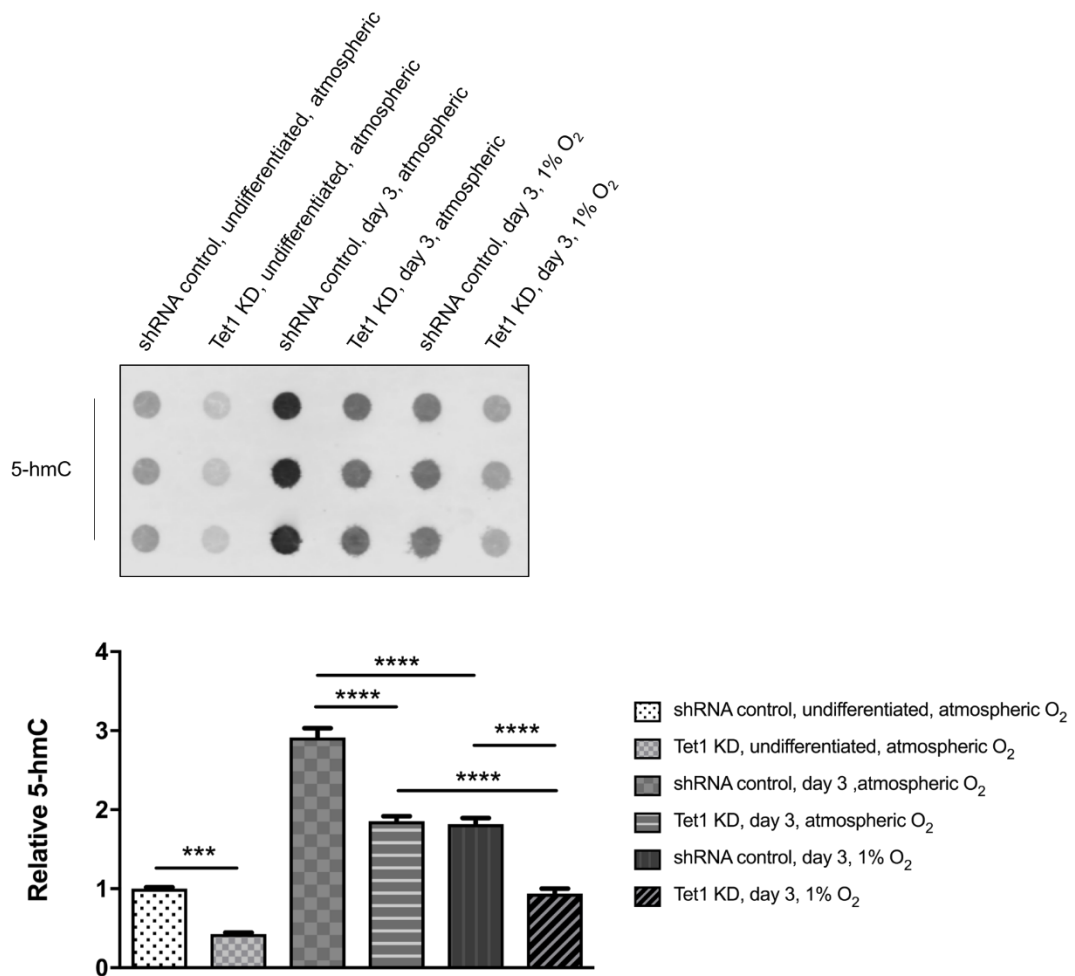 shRNA control, undifferentiated, atmospheric
Tet1 KD, undifferentiated, atmospheric
shRNA control, day 3, atmospheric
Tet1 KD, day 3, atmospheric
shRNA control, day 3, 1% O₂
Tet1 KD, day 3, 1% O₂
5-hmC
Relative 5-hmC
4
3
2
1
0
***
****
****
****
****
shRNA control, undifferentiated, atmospheric O₂
Tet1 KD, undifferentiated, atmospheric O₂
shRNA control, day 3 ,atmospheric O₂
Tet1 KD, day 3, atmospheric O₂
shRNA control, day 3, 1% O₂
Tet1 KD, day 3, 1% O₂